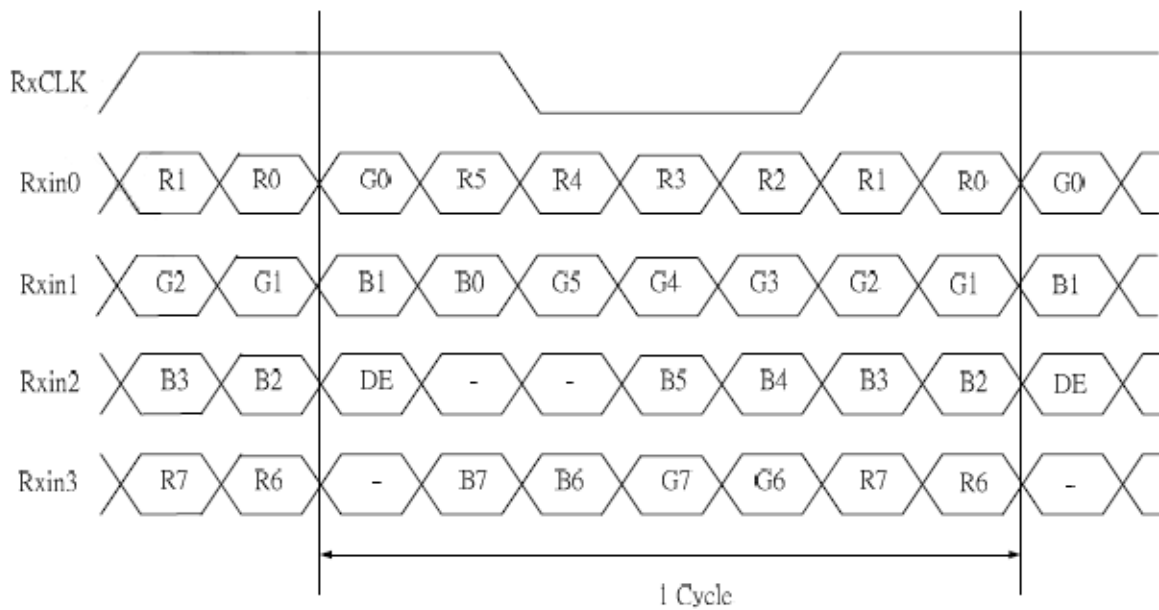 RxCLK
Rxin0 R1 R0 G0 R5 R4 R3 R2 R1 R0 G0
Rxin1 G2 G1 B1 B0 G5 G4 G3 G2 G1 B1
Rxin2 B3 B2 DE - - B5 B4 B3 B2 DE
Rxin3 R7 R6 - B7 B6 G7 G6 R7 R6 -
1 Cycle